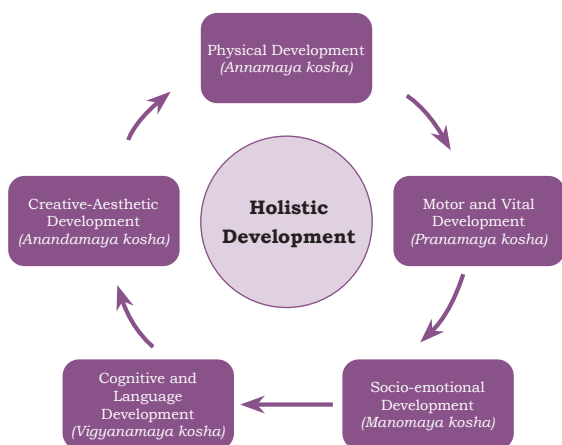 Physical Development
(Annamaya kosha)
Motor and Vital
Development
(Pranamaya kosha)
Socio-emotional
Development
(Manomaya kosha)
Cognitive and
Language
Development
(Vigyanamaya kosha)
Creative-Aesthetic
Development
(Anandamaya kosha)
Holistic
Development